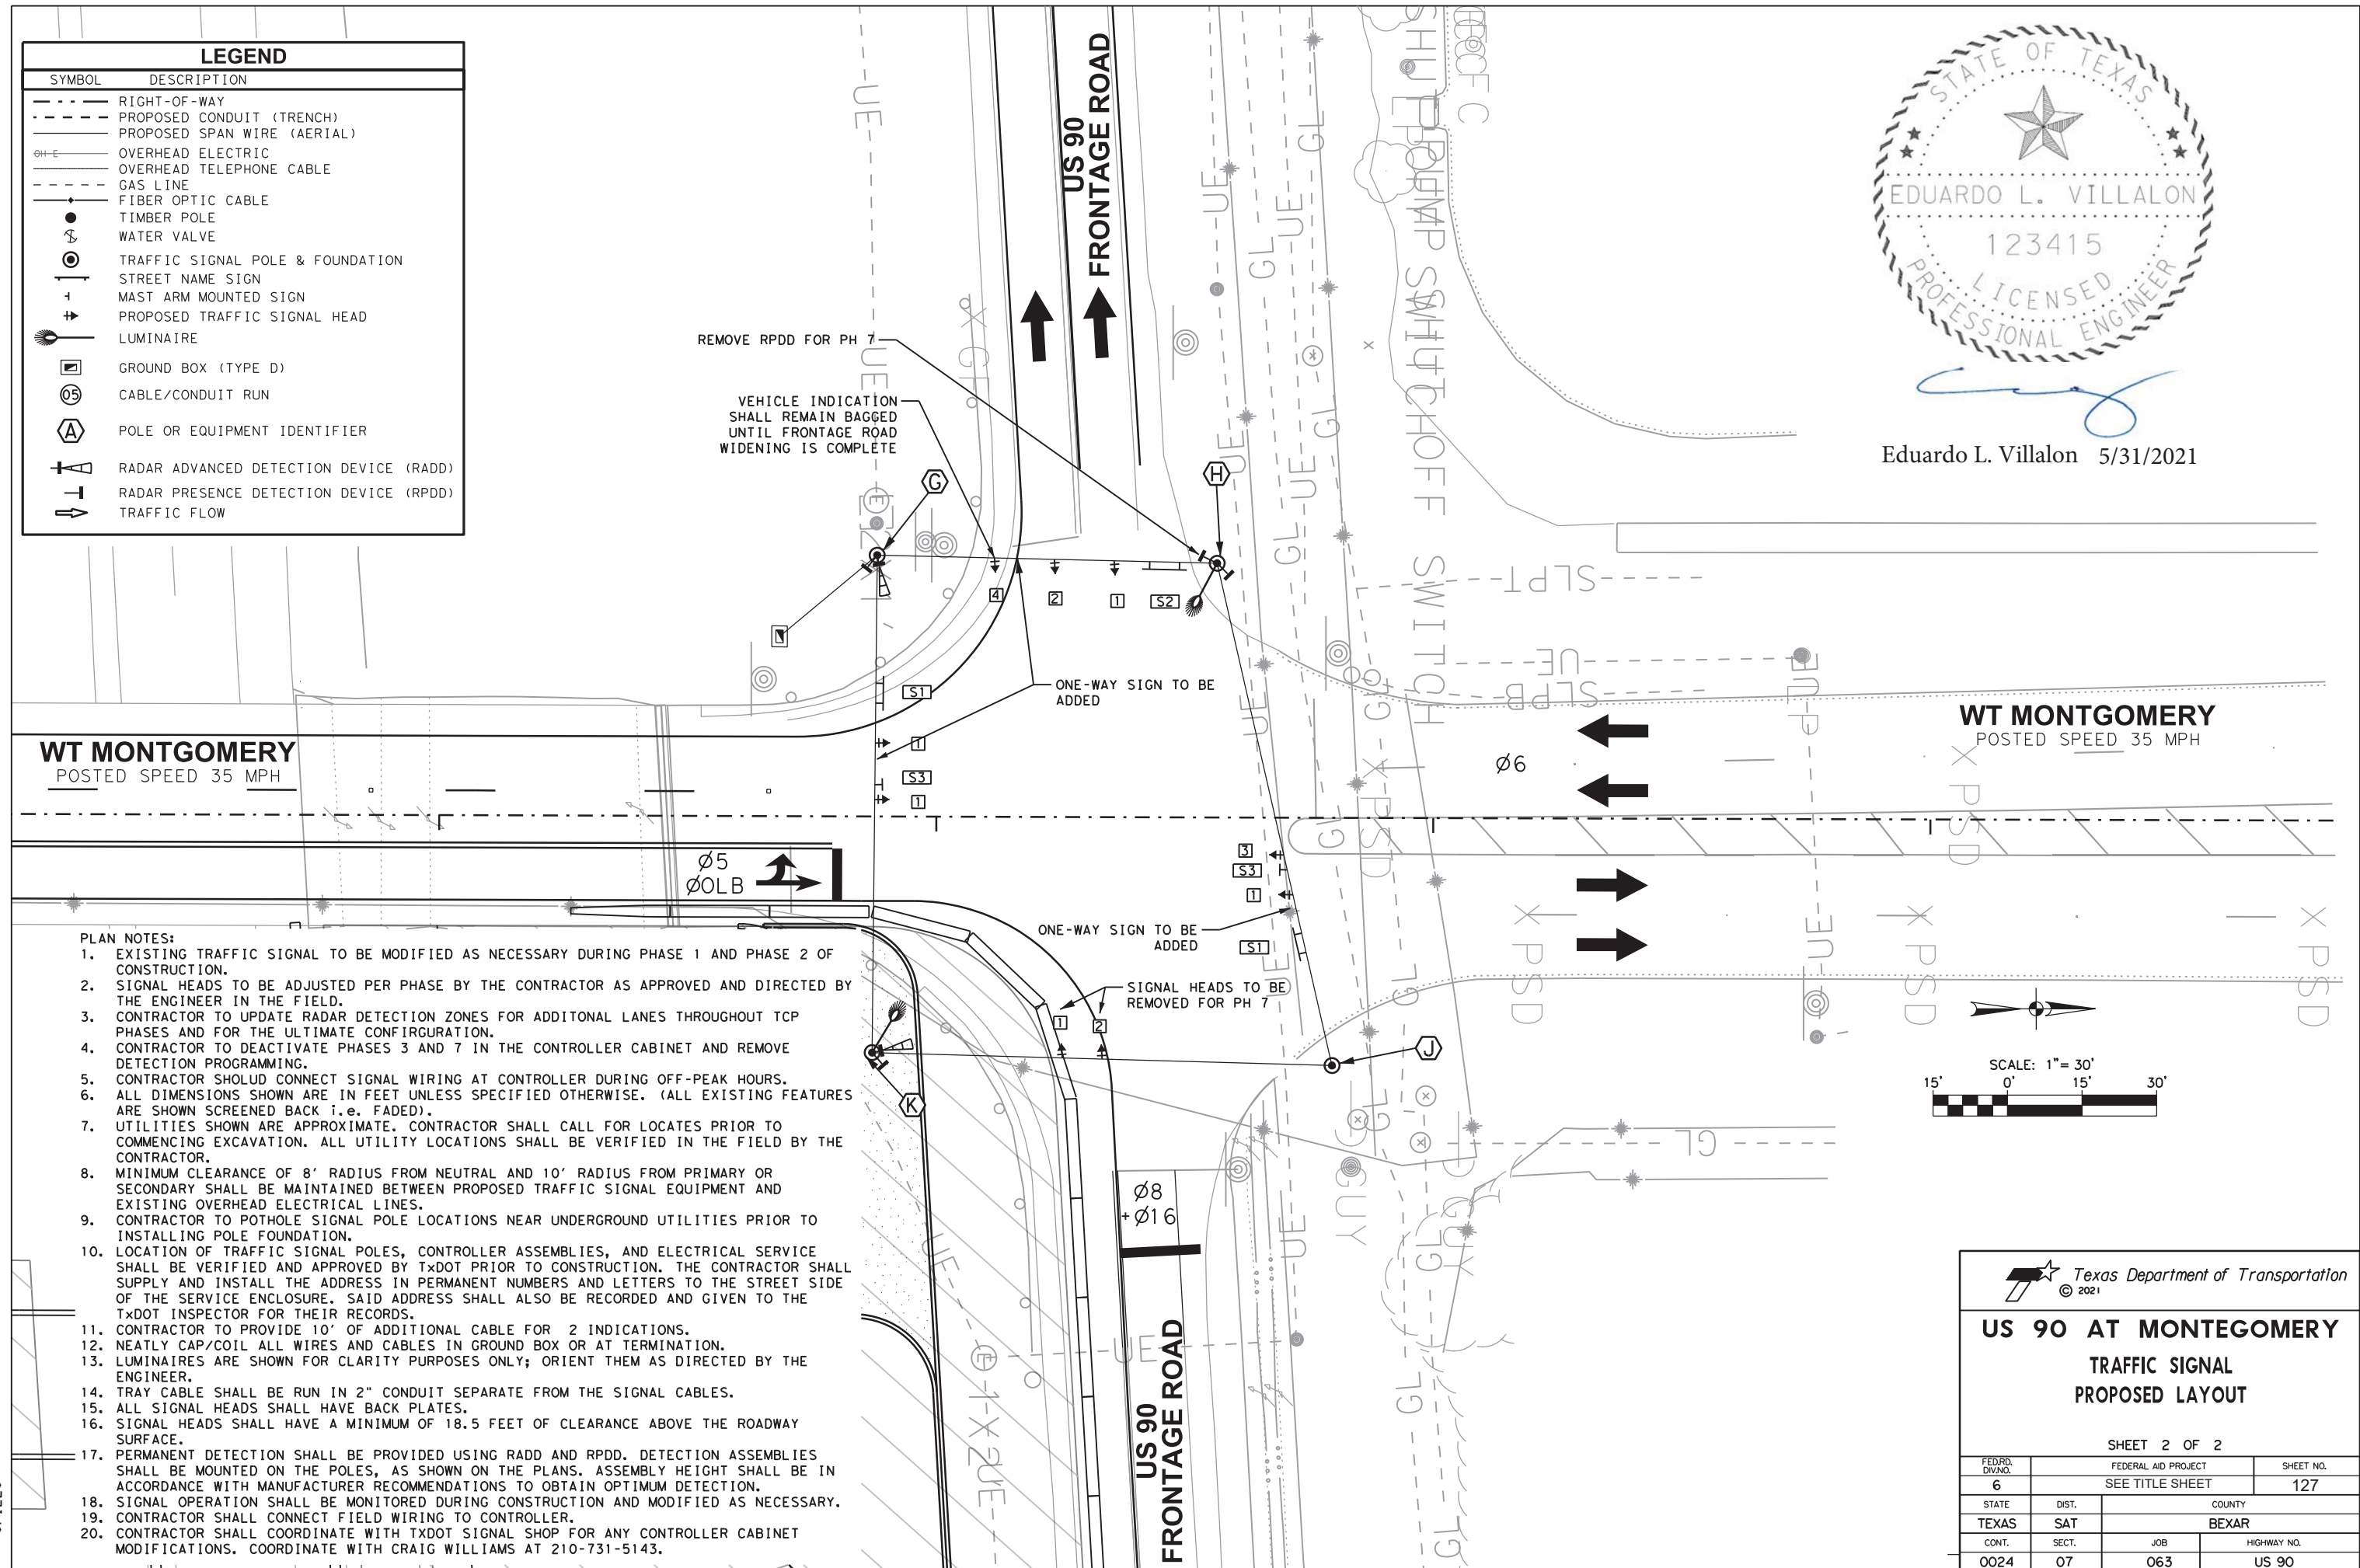 LEGEND
SYMBOL DESCRIPTION
RIGHT-OF-WAY
PROPOSED CONDUIT (TRENCH)
PROPOSED SPAN WIRE (AERIAL)
OH-E OVERHEAD ELECTRIC
OVERHEAD TELEPHONE CABLE
GAS LINE
FIBER OPTIC CABLE
TIMBER POLE
WATER VALVE
TRAFFIC SIGNAL POLE & FOUNDATION
STREET NAME SIGN
MAST ARM MOUNTED SIGN
PROPOSED TRAFFIC SIGNAL HEAD
LUMINAIRE
GROUND BOX (TYPE D)
05 CABLE/CONDUIT RUN
A POLE OR EQUIPMENT IDENTIFIER
RADAR ADVANCED DETECTION DEVICE (RADD)
RADAR PRESENCE DETECTION DEVICE (RPDD)
TRAFFIC FLOW
US 90
FRONTAGE ROAD
STATE OF TEXAS
EDUARDO L. VILLALON
123415
LICENSED
PROFESSIONAL ENGINEER
Eduardo L. Villalon 5/31/2021
REMOVE RPDD FOR PH 7
VEHICLE INDICATION
SHALL REMAIN BAGGED
UNTIL FRONTAGE ROAD
WIDENING IS COMPLETE
G
H
4
2
1
S2
S1
ONE-WAY SIGN TO BE
ADDED
1
S3
1
WT MONTGOMERY
POSTED SPEED 35 MPH
WT MONTGOMERY
POSTED SPEED 35 MPH
Ø6
Ø5
ØOLB
3
S3
1
ONE-WAY SIGN TO BE
ADDED
S1
SIGNAL HEADS TO BE
REMOVED FOR PH 7
1
2
J
K
UE
UE
UE
GL
GL
UE
GL
SHUTOFF SWITCH
SLPT
UE
SLPB
PSD
PSD
PSD
PSD
PSD
UE
GL
GUY
Ø8
+Ø16
US 90
FRONTAGE ROAD
SCALE: 1"= 30'
15' 0' 15' 30'
PLAN NOTES:
1. EXISTING TRAFFIC SIGNAL TO BE MODIFIED AS NECESSARY DURING PHASE 1 AND PHASE 2 OF
CONSTRUCTION.
2. SIGNAL HEADS TO BE ADJUSTED PER PHASE BY THE CONTRACTOR AS APPROVED AND DIRECTED BY
THE ENGINEER IN THE FIELD.
3. CONTRACTOR TO UPDATE RADAR DETECTION ZONES FOR ADDITONAL LANES THROUGHOUT TCP
PHASES AND FOR THE ULTIMATE CONFIRGURATION.
4. CONTRACTOR TO DEACTIVATE PHASES 3 AND 7 IN THE CONTROLLER CABINET AND REMOVE
DETECTION PROGRAMMING.
5. CONTRACTOR SHOLUD CONNECT SIGNAL WIRING AT CONTROLLER DURING OFF-PEAK HOURS.
6. ALL DIMENSIONS SHOWN ARE IN FEET UNLESS SPECIFIED OTHERWISE. (ALL EXISTING FEATURES
ARE SHOWN SCREENED BACK i.e. FADED).
7. UTILITIES SHOWN ARE APPROXIMATE. CONTRACTOR SHALL CALL FOR LOCATES PRIOR TO
COMMENCING EXCAVATION. ALL UTILITY LOCATIONS SHALL BE VERIFIED IN THE FIELD BY THE
CONTRACTOR.
8. MINIMUM CLEARANCE OF 8' RADIUS FROM NEUTRAL AND 10' RADIUS FROM PRIMARY OR
SECONDARY SHALL BE MAINTAINED BETWEEN PROPOSED TRAFFIC SIGNAL EQUIPMENT AND
EXISTING OVERHEAD ELECTRICAL LINES.
9. CONTRACTOR TO POTHOLE SIGNAL POLE LOCATIONS NEAR UNDERGROUND UTILITIES PRIOR TO
INSTALLING POLE FOUNDATION.
10. LOCATION OF TRAFFIC SIGNAL POLES, CONTROLLER ASSEMBLIES, AND ELECTRICAL SERVICE
SHALL BE VERIFIED AND APPROVED BY TxDOT PRIOR TO CONSTRUCTION. THE CONTRACTOR SHALL
SUPPLY AND INSTALL THE ADDRESS IN PERMANENT NUMBERS AND LETTERS TO THE STREET SIDE
OF THE SERVICE ENCLOSURE. SAID ADDRESS SHALL ALSO BE RECORDED AND GIVEN TO THE
TxDOT INSPECTOR FOR THEIR RECORDS.
11. CONTRACTOR TO PROVIDE 10' OF ADDITIONAL CABLE FOR 2 INDICATIONS.
12. NEATLY CAP/COIL ALL WIRES AND CABLES IN GROUND BOX OR AT TERMINATION.
13. LUMINAIRES ARE SHOWN FOR CLARITY PURPOSES ONLY; ORIENT THEM AS DIRECTED BY THE
ENGINEER.
14. TRAY CABLE SHALL BE RUN IN 2" CONDUIT SEPARATE FROM THE SIGNAL CABLES.
15. ALL SIGNAL HEADS SHALL HAVE BACK PLATES.
16. SIGNAL HEADS SHALL HAVE A MINIMUM OF 18.5 FEET OF CLEARANCE ABOVE THE ROADWAY
SURFACE.
17. PERMANENT DETECTION SHALL BE PROVIDED USING RADD AND RPDD. DETECTION ASSEMBLIES
SHALL BE MOUNTED ON THE POLES, AS SHOWN ON THE PLANS. ASSEMBLY HEIGHT SHALL BE IN
ACCORDANCE WITH MANUFACTURER RECOMMENDATIONS TO OBTAIN OPTIMUM DETECTION.
18. SIGNAL OPERATION SHALL BE MONITORED DURING CONSTRUCTION AND MODIFIED AS NECESSARY.
19. CONTRACTOR SHALL CONNECT FIELD WIRING TO CONTROLLER.
20. CONTRACTOR SHALL COORDINATE WITH TXDOT SIGNAL SHOP FOR ANY CONTROLLER CABINET
MODIFICATIONS. COORDINATE WITH CRAIG WILLIAMS AT 210-731-5143.
Texas Department of Transportation
© 2021
US 90 AT MONTEGOMERY
TRAFFIC SIGNAL
PROPOSED LAYOUT
SHEET 2 OF 2
FED.RD. DIV.NO. FEDERAL AID PROJECT SHEET NO.
6 SEE TITLE SHEET 127
STATE DIST. COUNTY
TEXAS SAT BEXAR
CONT. SECT. JOB HIGHWAY NO.
0024 07 063 US 90